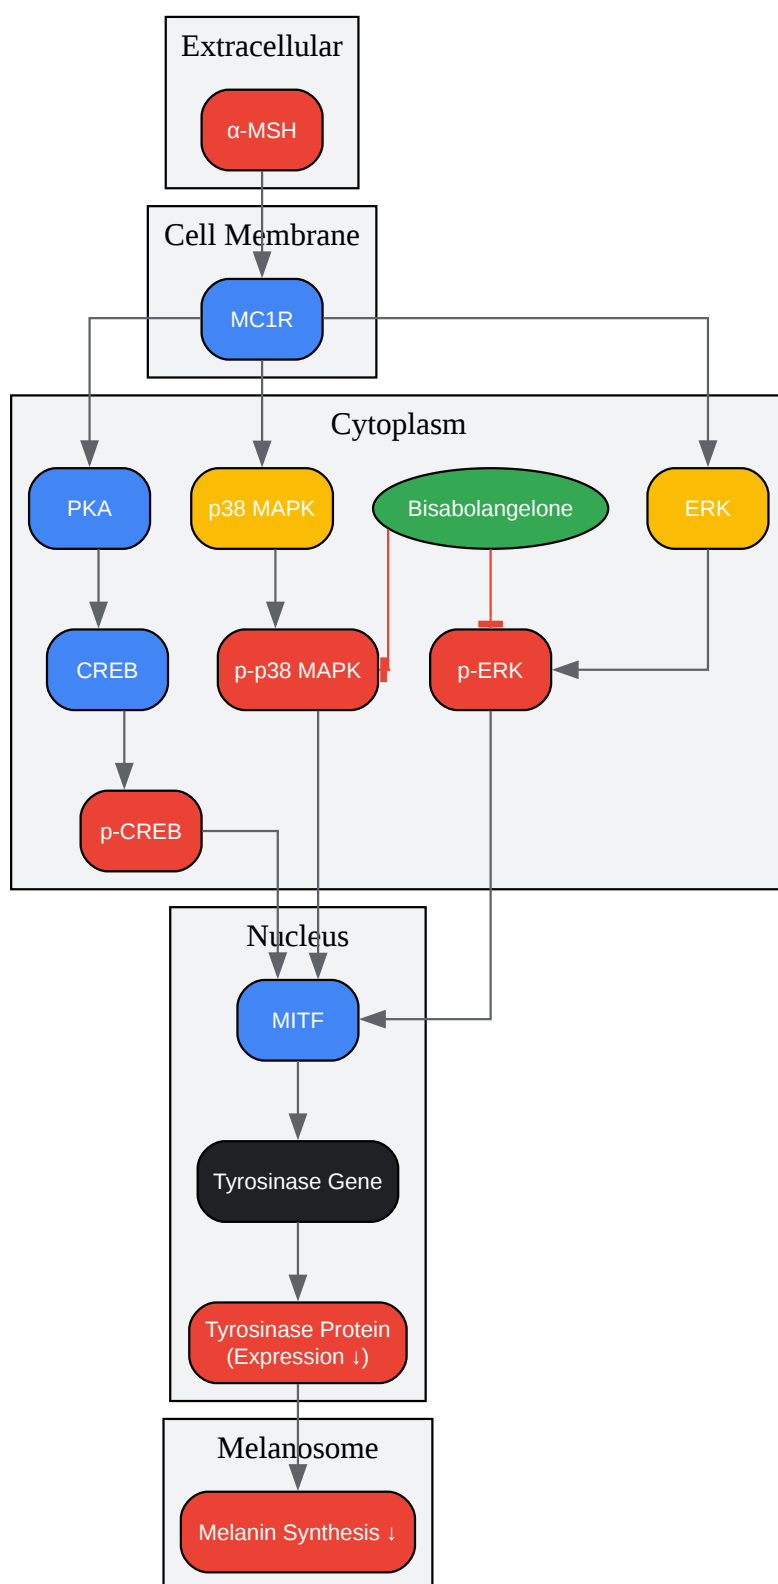 Extracellular
α-MSH
Cell Membrane
MC1R
Cytoplasm
PKA
p38 MAPK
Bisabolangelone
ERK
CREB
p-p38 MAPK
p-ERK
p-CREB
Nucleus
MITF
Tyrosinase Gene
Tyrosinase Protein
(Expression ↓)
Melanosome
Melanin Synthesis ↓